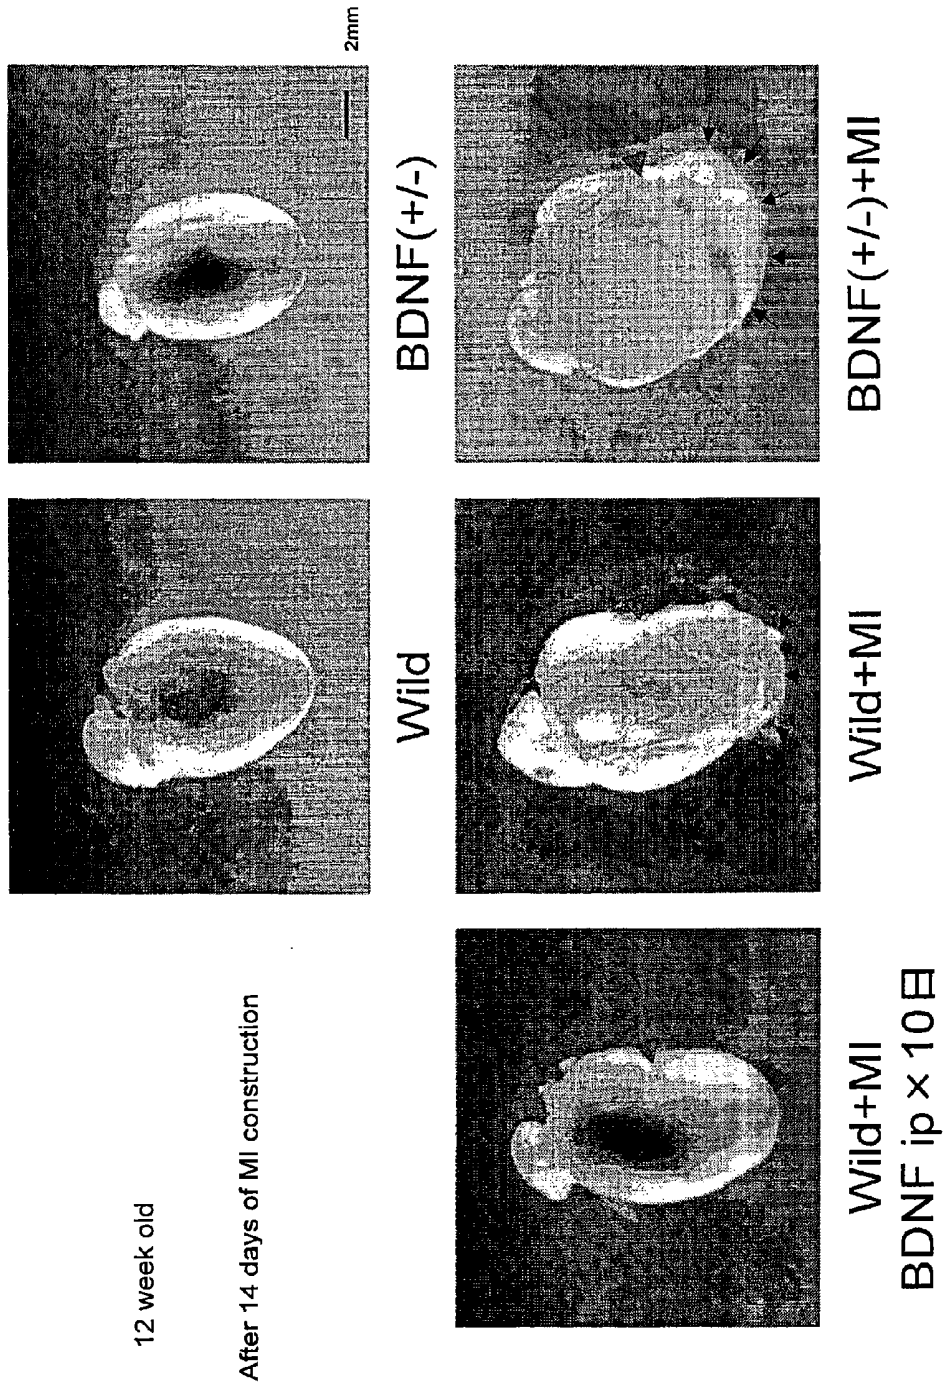 12 week old
After 14 days of MI construction
Wild
BDNF(+/-)
2mm
Wild+MI
BDNF ip × 10日
Wild+MI
BDNF(+/-)+MI